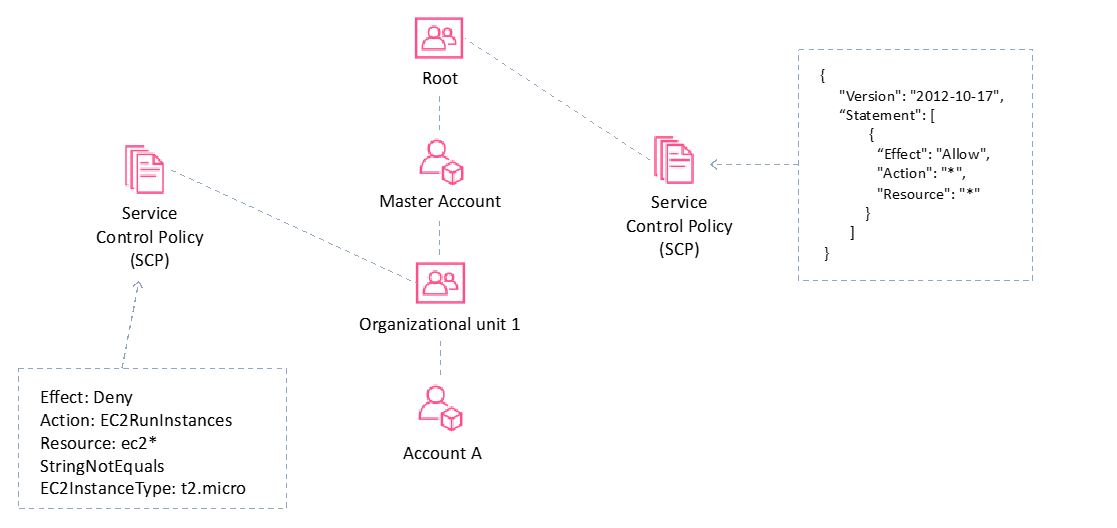 Root
Master Account
Organizational unit 1
Account A
Service
Control Policy
(SCP)
Effect: Deny
Action: EC2RunInstances
Resource: ec2*
StringNotEquals
EC2InstanceType: t2.micro
Service
Control Policy
(SCP)
{
"Version": "2012-10-17",
“Statement": [
{
“Effect": "Allow",
"Action": "*",
"Resource": "*"
}
]
}